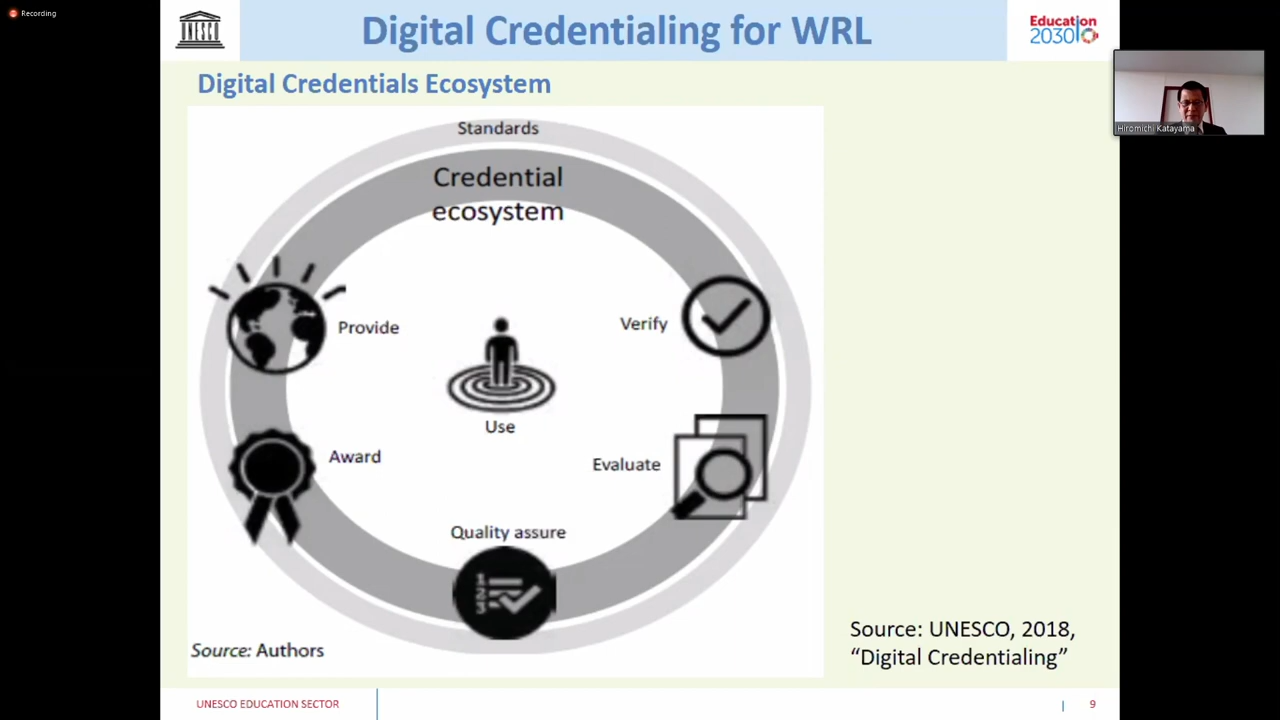 Recording
UNESCO
Digital Credentialing for WRL
Education
2030
Digital Credentials Ecosystem
Hiromichi Katayama
Standards
Credential
ecosystem
Provide
Verify
Use
Award
Evaluate
Quality assure
Source: Authors
Source: UNESCO, 2018,
“Digital Credentialing”
UNESCO EDUCATION SECTOR
9